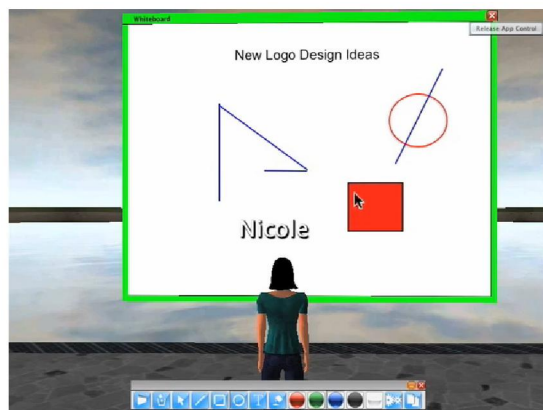 Whiteboard
Release App Control
New Logo Design Ideas
Nicole
T